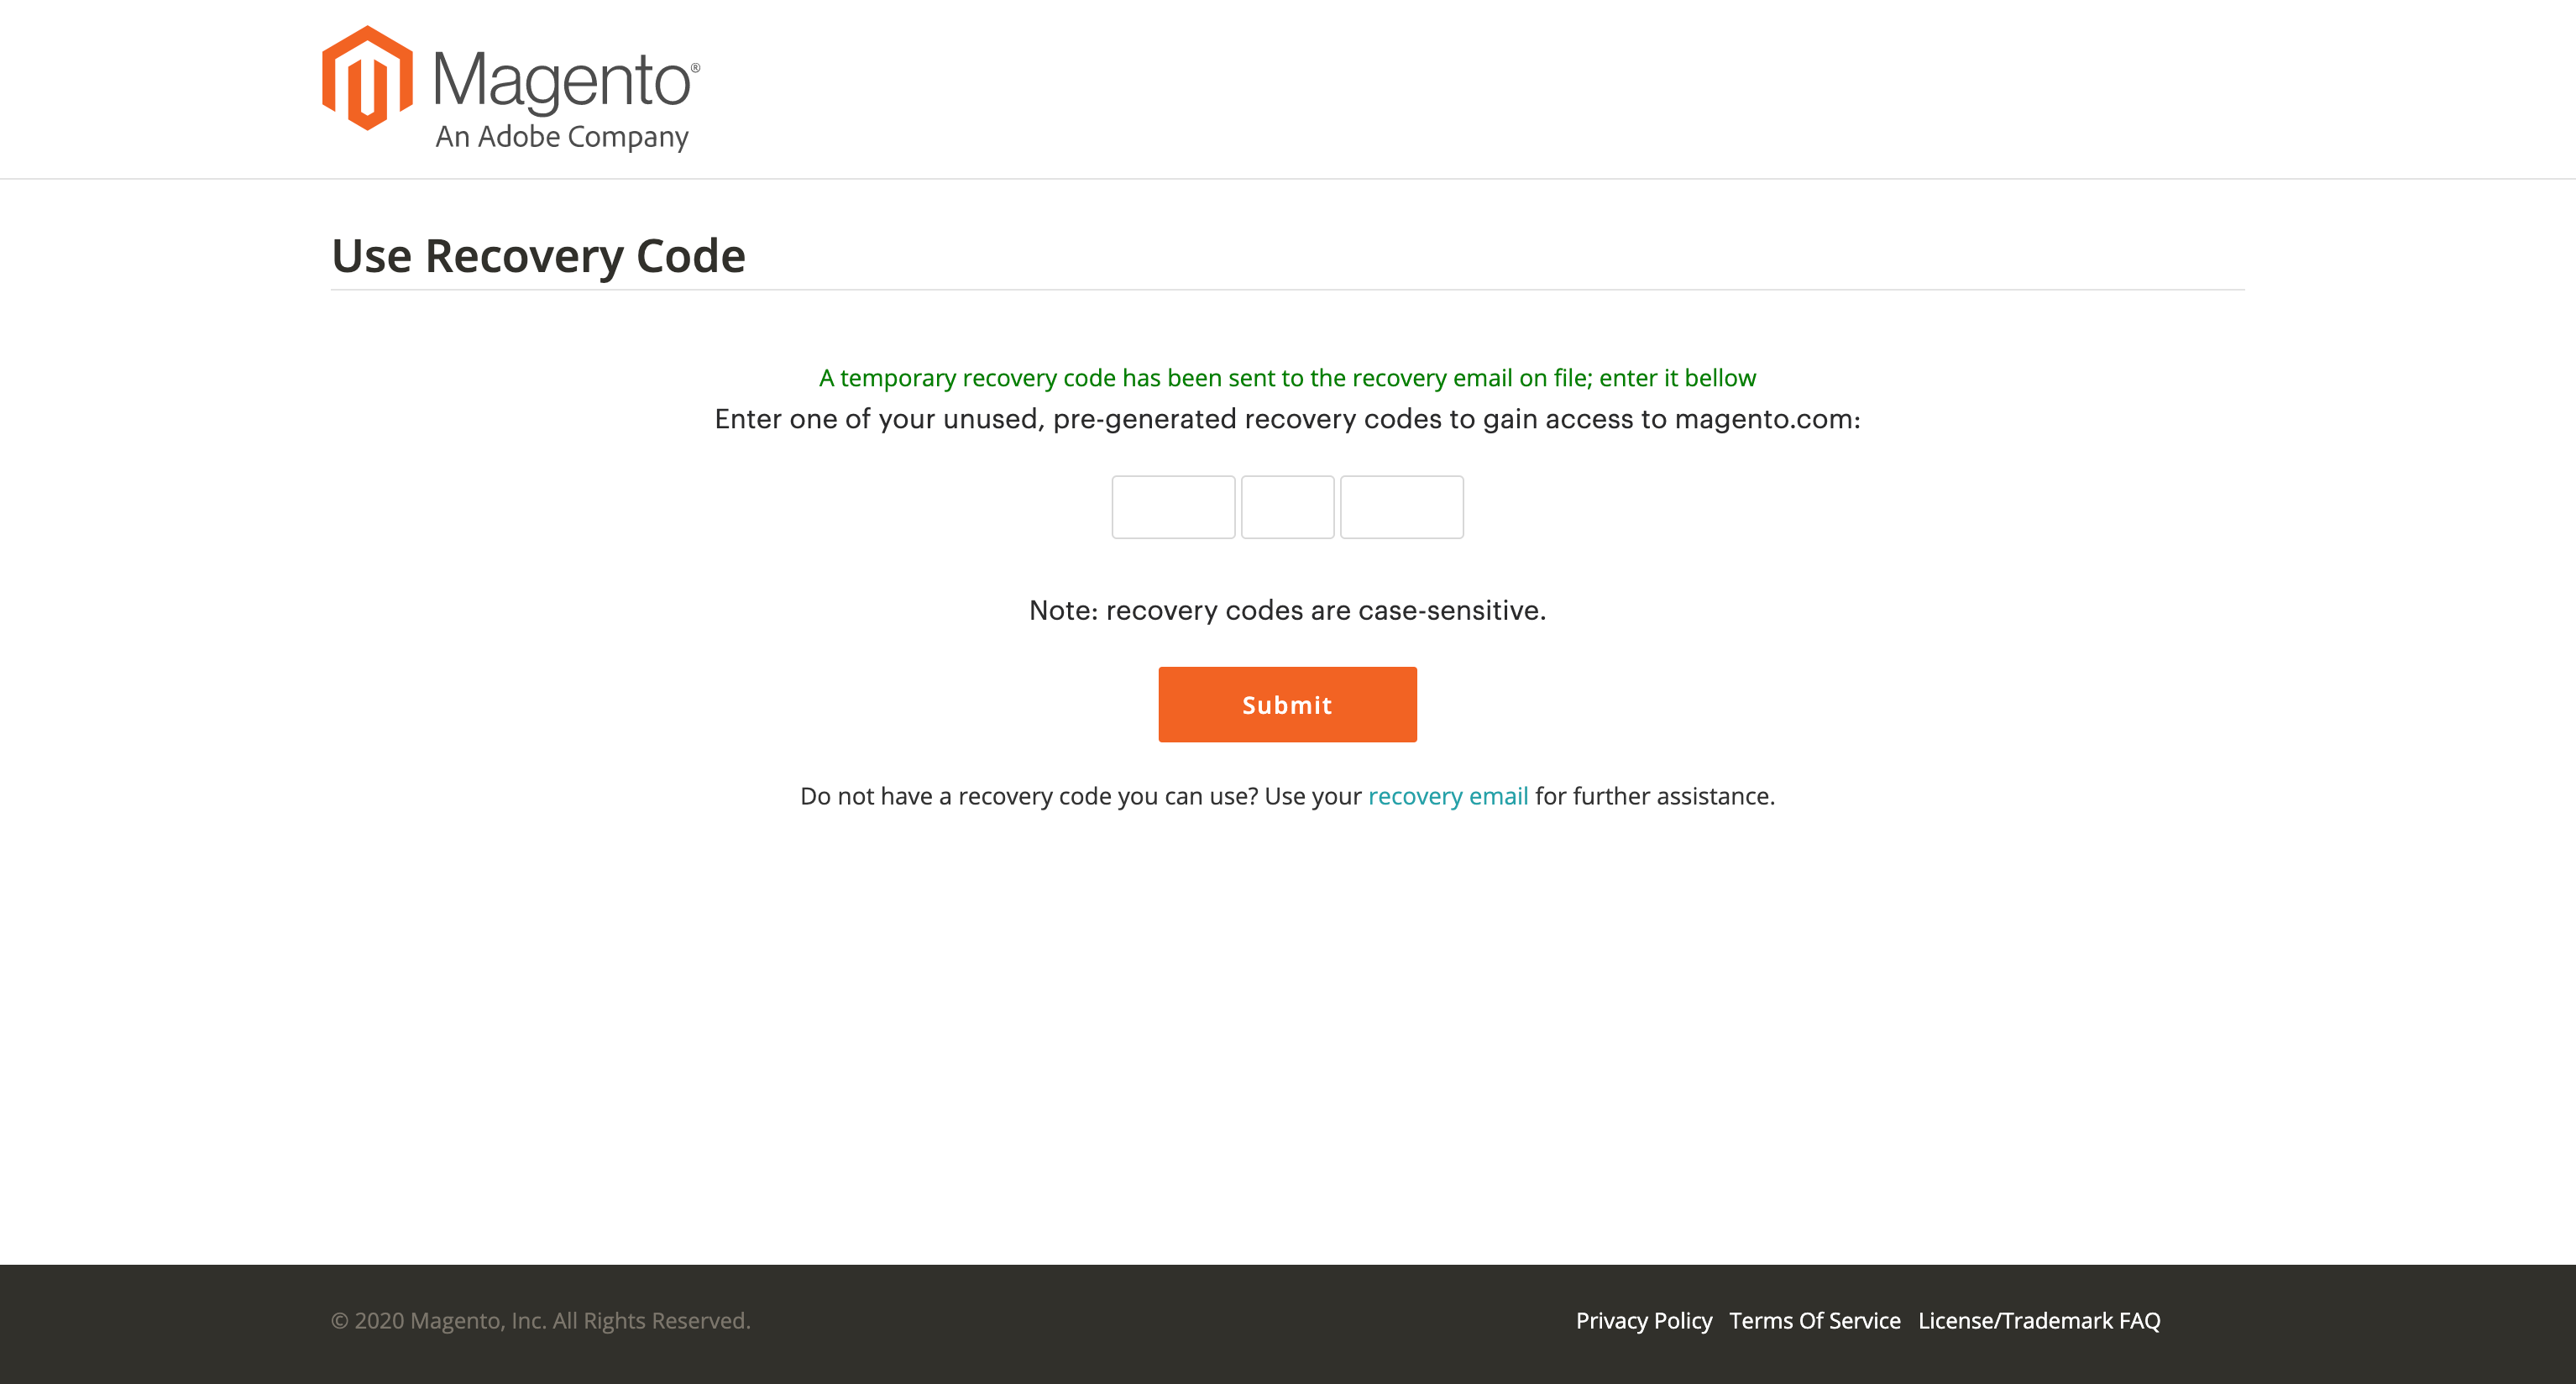 Magento®
An Adobe Company
Use Recovery Code
A temporary recovery code has been sent to the recovery email on file; enter it bellow
Enter one of your unused, pre-generated recovery codes to gain access to magento.com:
Note: recovery codes are case-sensitive.
Submit
Do not have a recovery code you can use? Use your recovery email for further assistance.
© 2020 Magento, Inc. All Rights Reserved.
Privacy Policy Terms Of Service License/Trademark FAQ